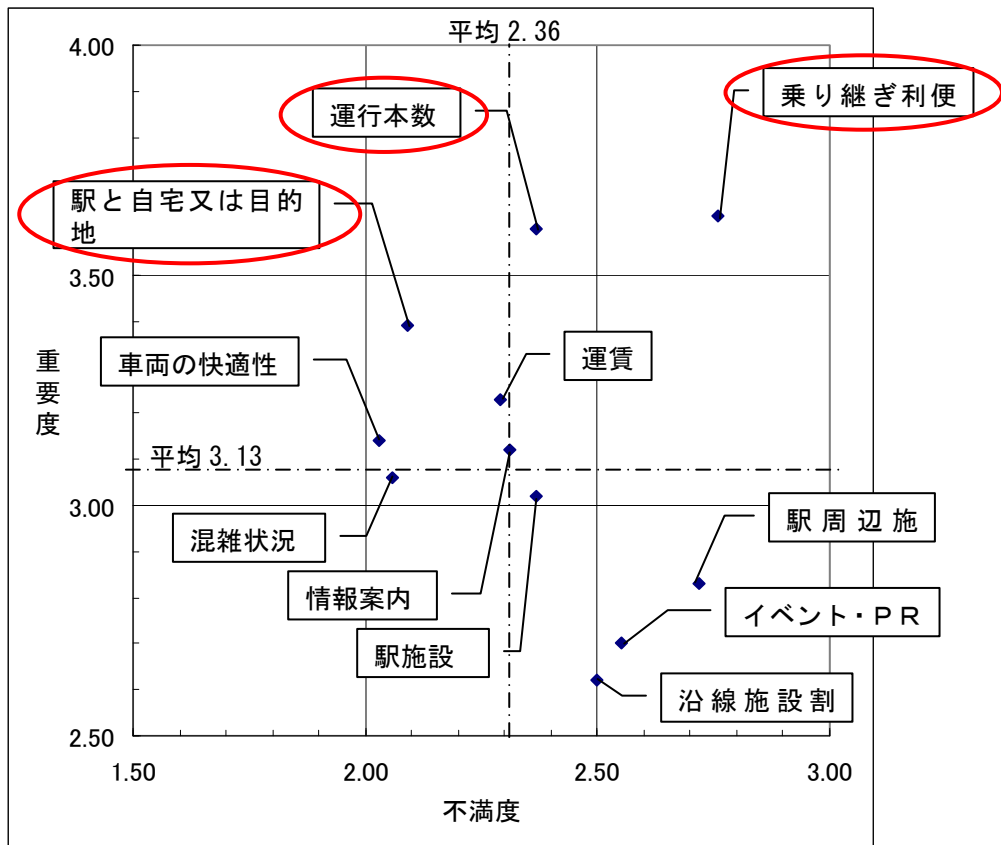 平均2.36
4.00
運行本数
乗り継ぎ利便
駅と自宅又は目的
地
3.50
重要度
車両の快適性
運賃
平均3.13
3.00
混雑状況
駅周辺施
情報案内
イベント・PR
駅施設
沿線施設割
2.50
1.50
2.00
2.50
3.00
不満度